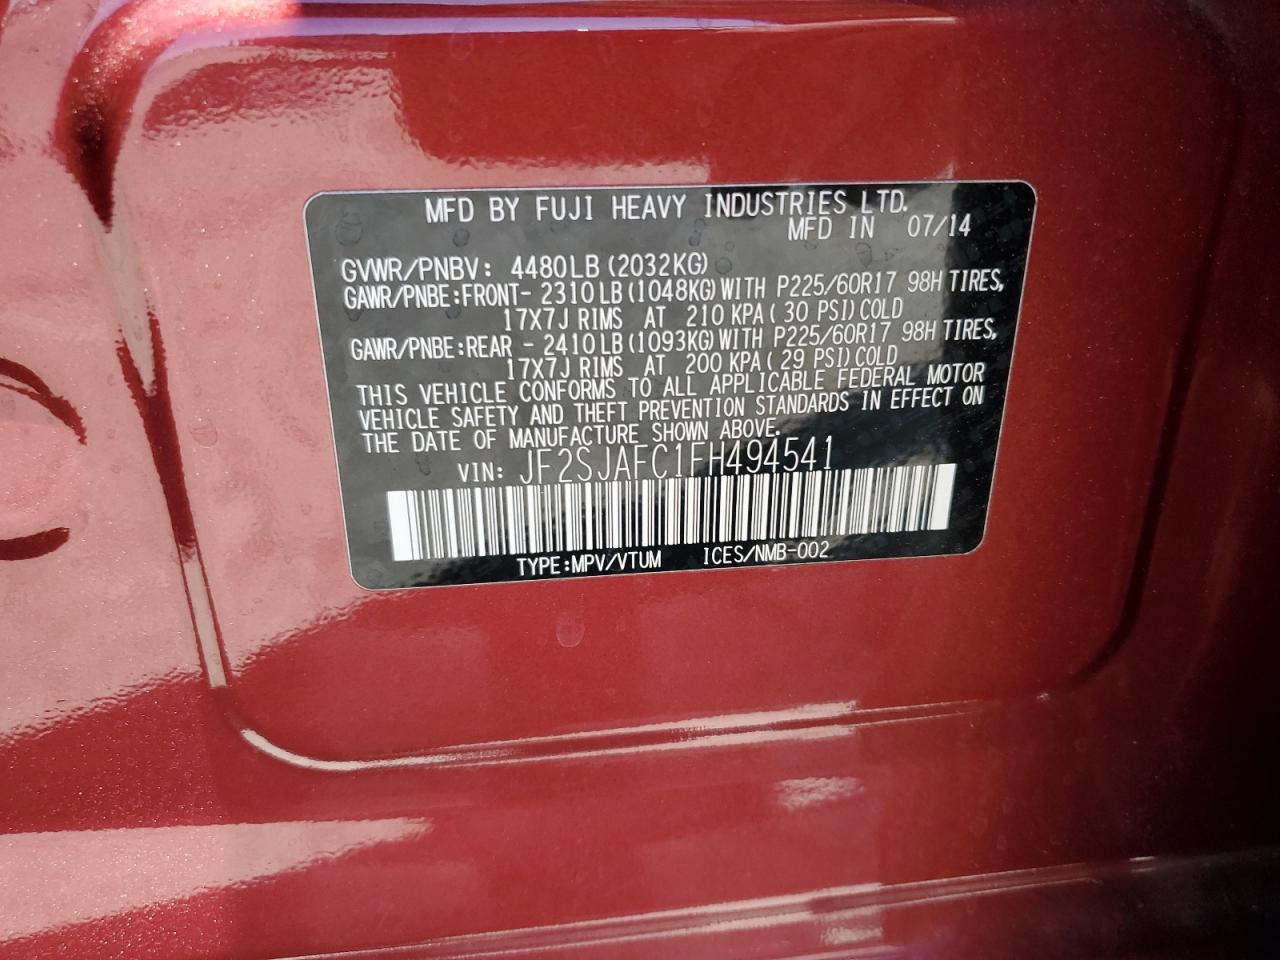 MFD BY FUJI HEAVY INDUSTRIES LTD.
MFD IN 07/14
GVWR/PNBV: 4480LB (2032KG)
GAWR/PNBE:FRONT- 2310LB (1048KG) WITH P225/60R17 98H TIRES,
17X7J RIMS AT 210 KPA ( 30 PSI) COLD
GAWR/PNBE:REAR - 2410LB (1093KG) WITH P225/60R17 98H TIRES,
17X7J RIMS AT 200 KPA ( 29 PSI) COLD
THIS VEHICLE CONFORMS TO ALL APPLICABLE FEDERAL MOTOR
VEHICLE SAFETY AND THEFT PREVENTION STANDARDS IN EFFECT ON
THE DATE OF MANUFACTURE SHOWN ABOVE.
VIN: JF2SJAFC1FH494541
TYPE:MPV/VTUM ICES/NMB-002